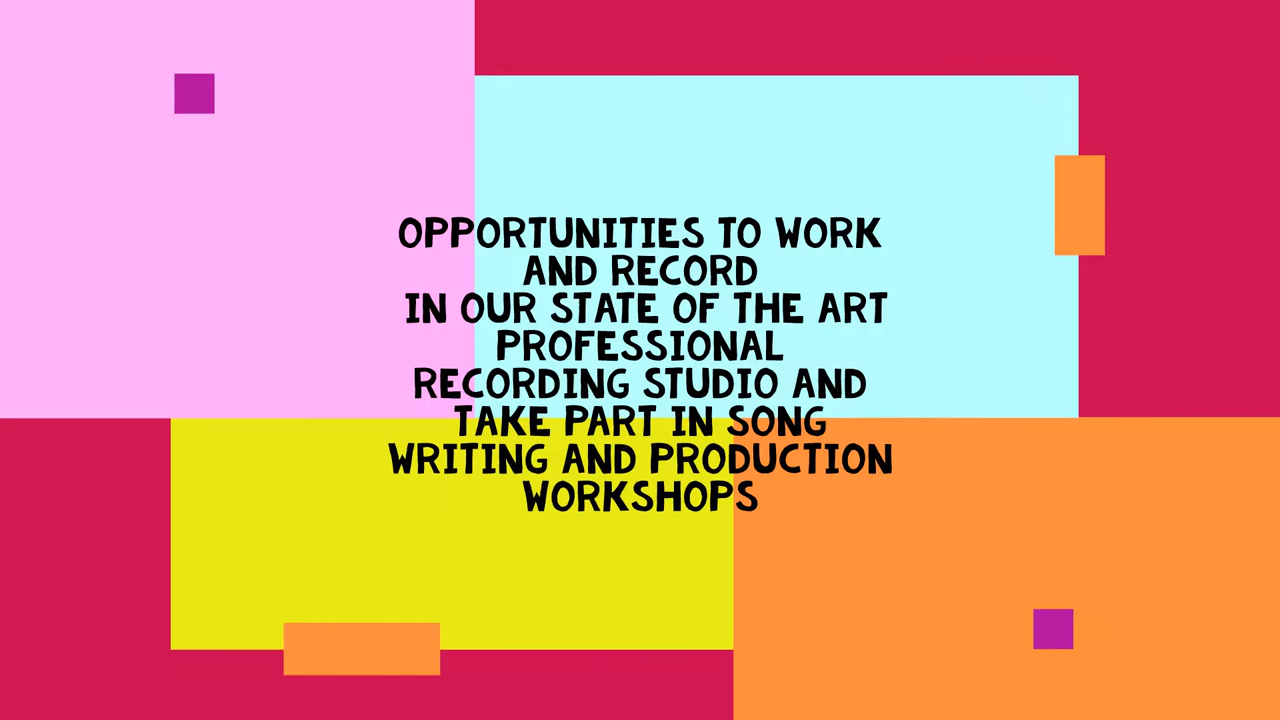 OPPORTUNITIES TO WORK
AND RECORD
IN OUR STATE OF THE ART
PROFESSIONAL
RECORDING STUDIO AND
TAKE PART IN SONG
WRITING AND PRODUCTION
WORKSHOPS